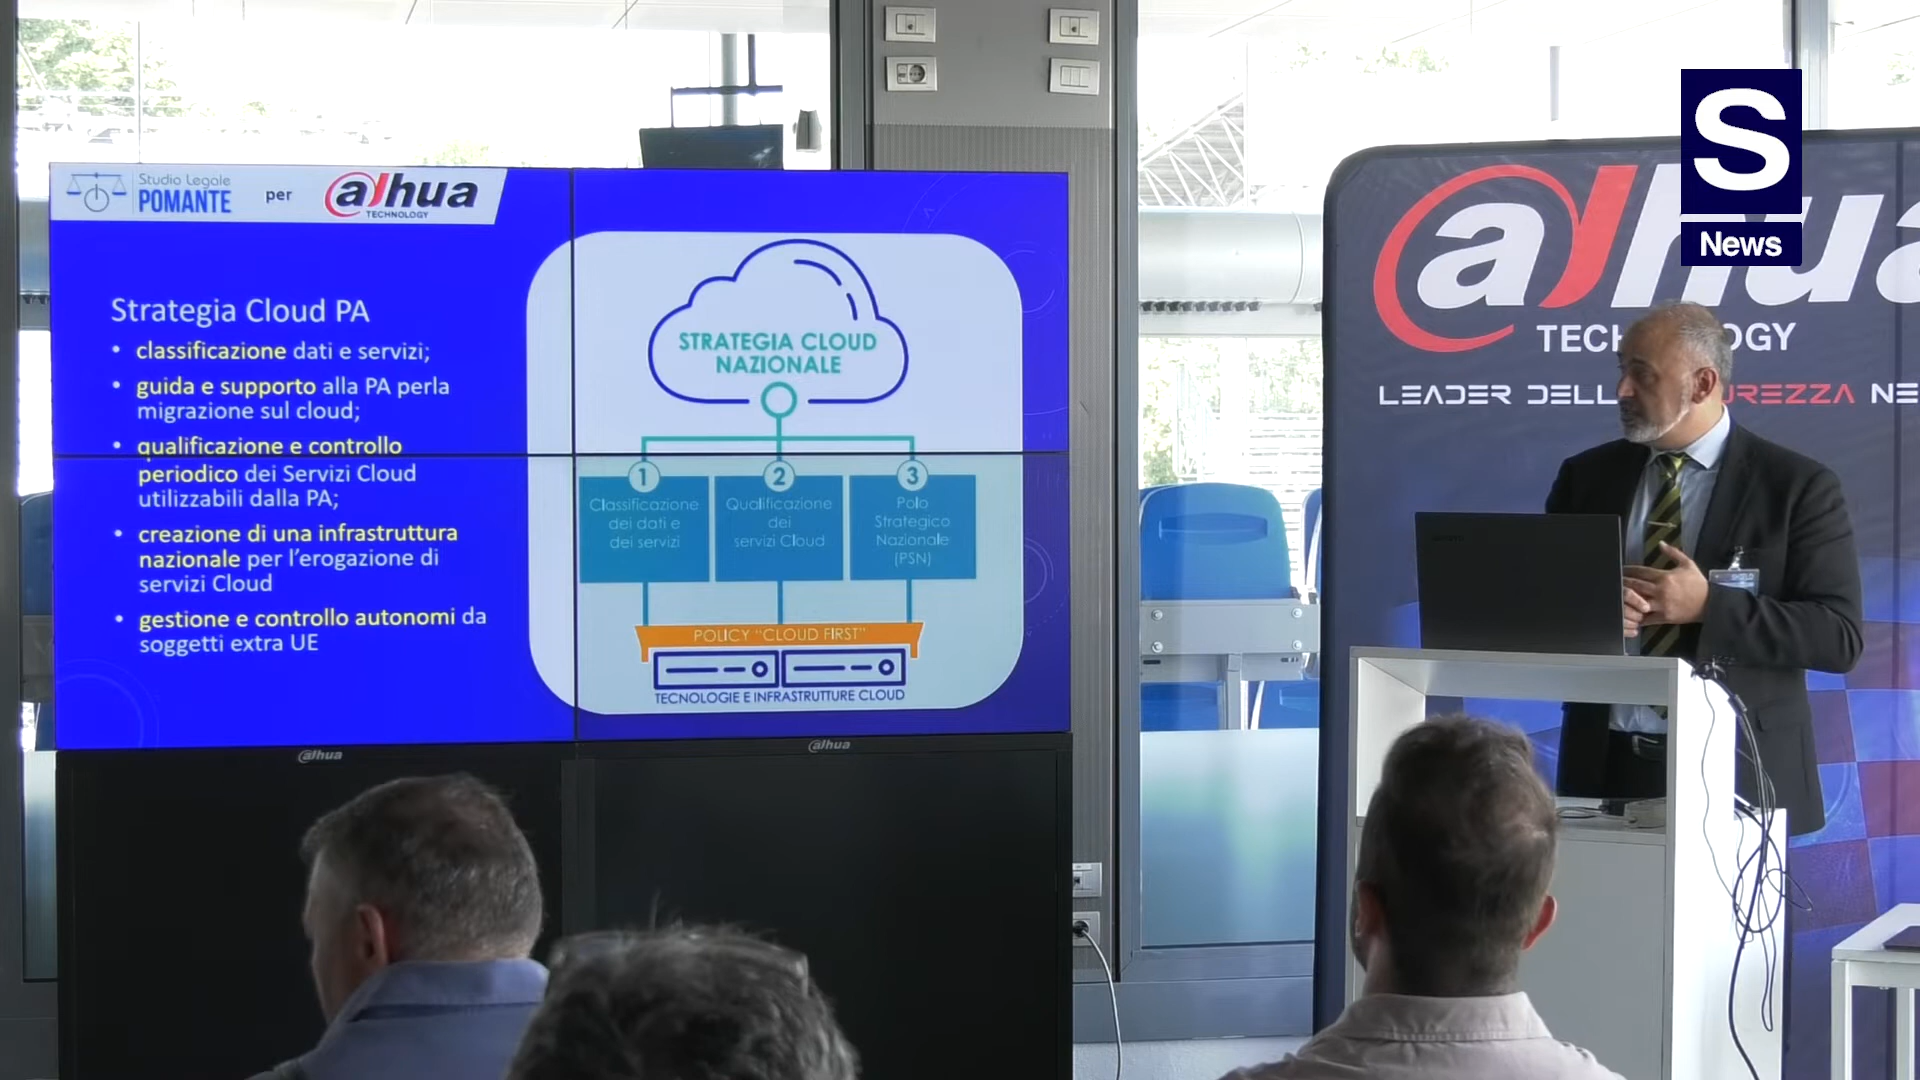 Studio Legale
POMANTE
per
alhua
TECHNOLOGY
Strategia Cloud PA
• classificazione dati e servizi;
• guida e supporto alla PA perla
migrazione sul cloud;
• qualificazione e controllo
periodico dei Servizi Cloud
utilizzabili dalla PA;
• creazione di una infrastruttura
nazionale per l'erogazione di
servizi Cloud
• gestione e controllo autonomi da
soggetti extra UE
STRATEGIA CLOUD
NAZIONALE
1
Classificazione
dei dati e
dei servizi
2
Qualificazione
dei
servizi Cloud
3
Polo
Strategico
Nazionale
(PSN)
POLICY "CLOUD FIRST"
TECNOLOGIE E INFRASTRUTTURE CLOUD
alhua
alhua
S
News
alhua
TECH OGY
LEADER DELL UREZZA NE